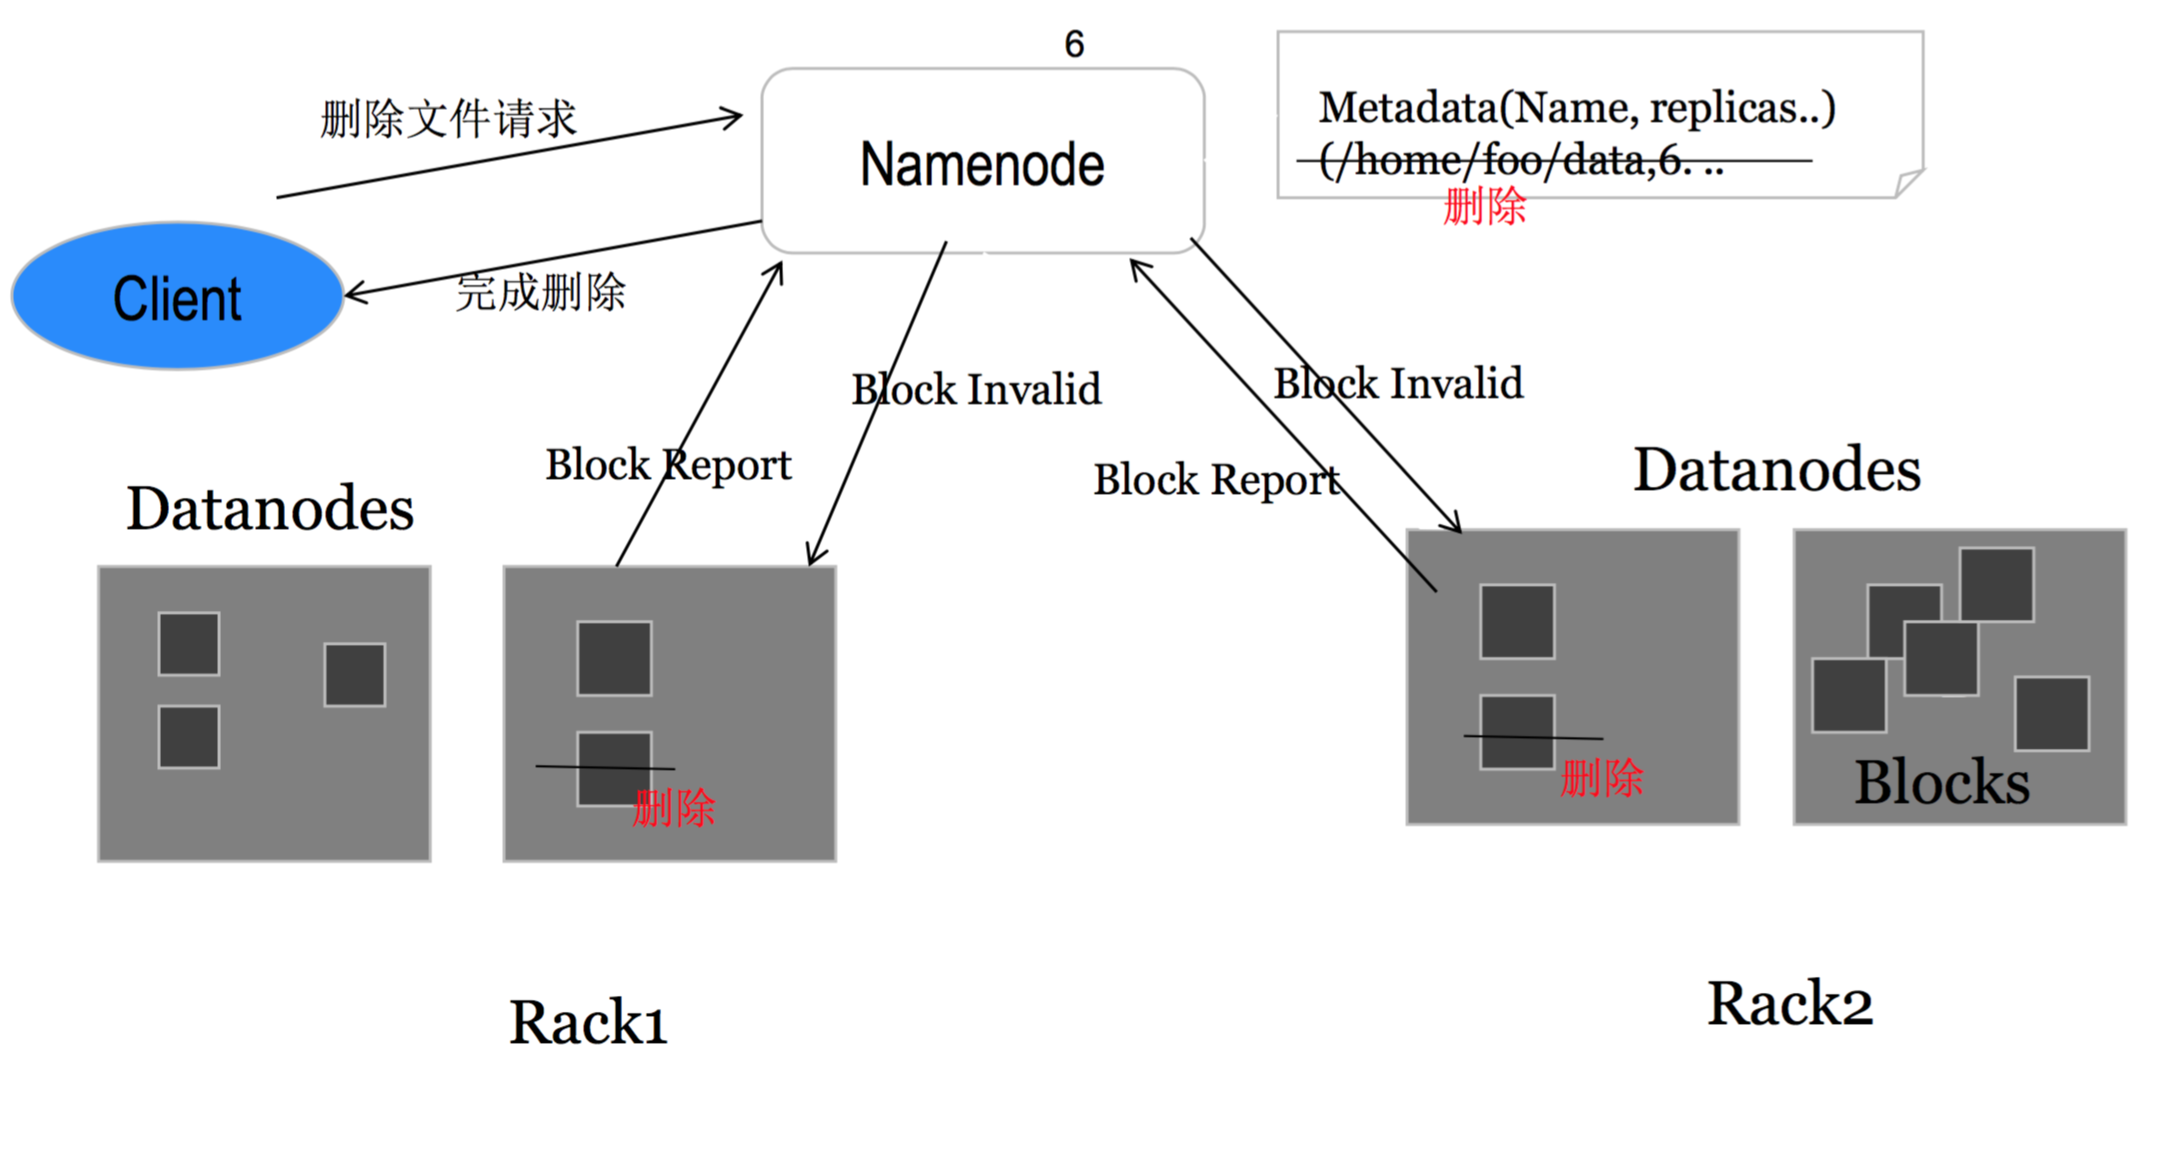 6
删除文件请求
Namenode
Metadata(Name, replicas..)
(/home/foo/data,6. ..
删除
Client
完成删除
Block Invalid
Block Invalid
Block Report
Block Report
Datanodes
Datanodes
删除
删除
Blocks
Rack1
Rack2